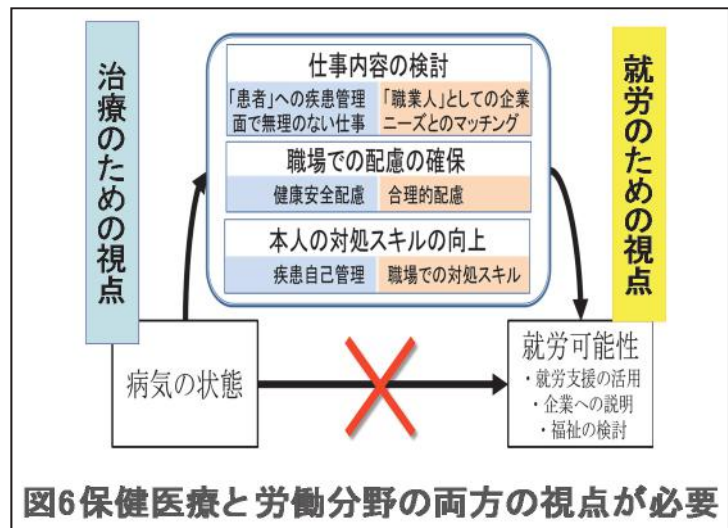 治療のための視点
仕事内容の検討
「患者」への疾患管理
面で無理のない仕事
「職業人」としての企業
ニーズとのマッチング
職場での配慮の確保
健康安全配慮
合理的配慮
本人の対処スキルの向上
疾患自己管理
職場での対処スキル
就労のための視点
病気の状態
就労可能性
・就労支援の活用
・企業への説明
・福祉の検討
図6保健医療と労働分野の両方の視点が必要